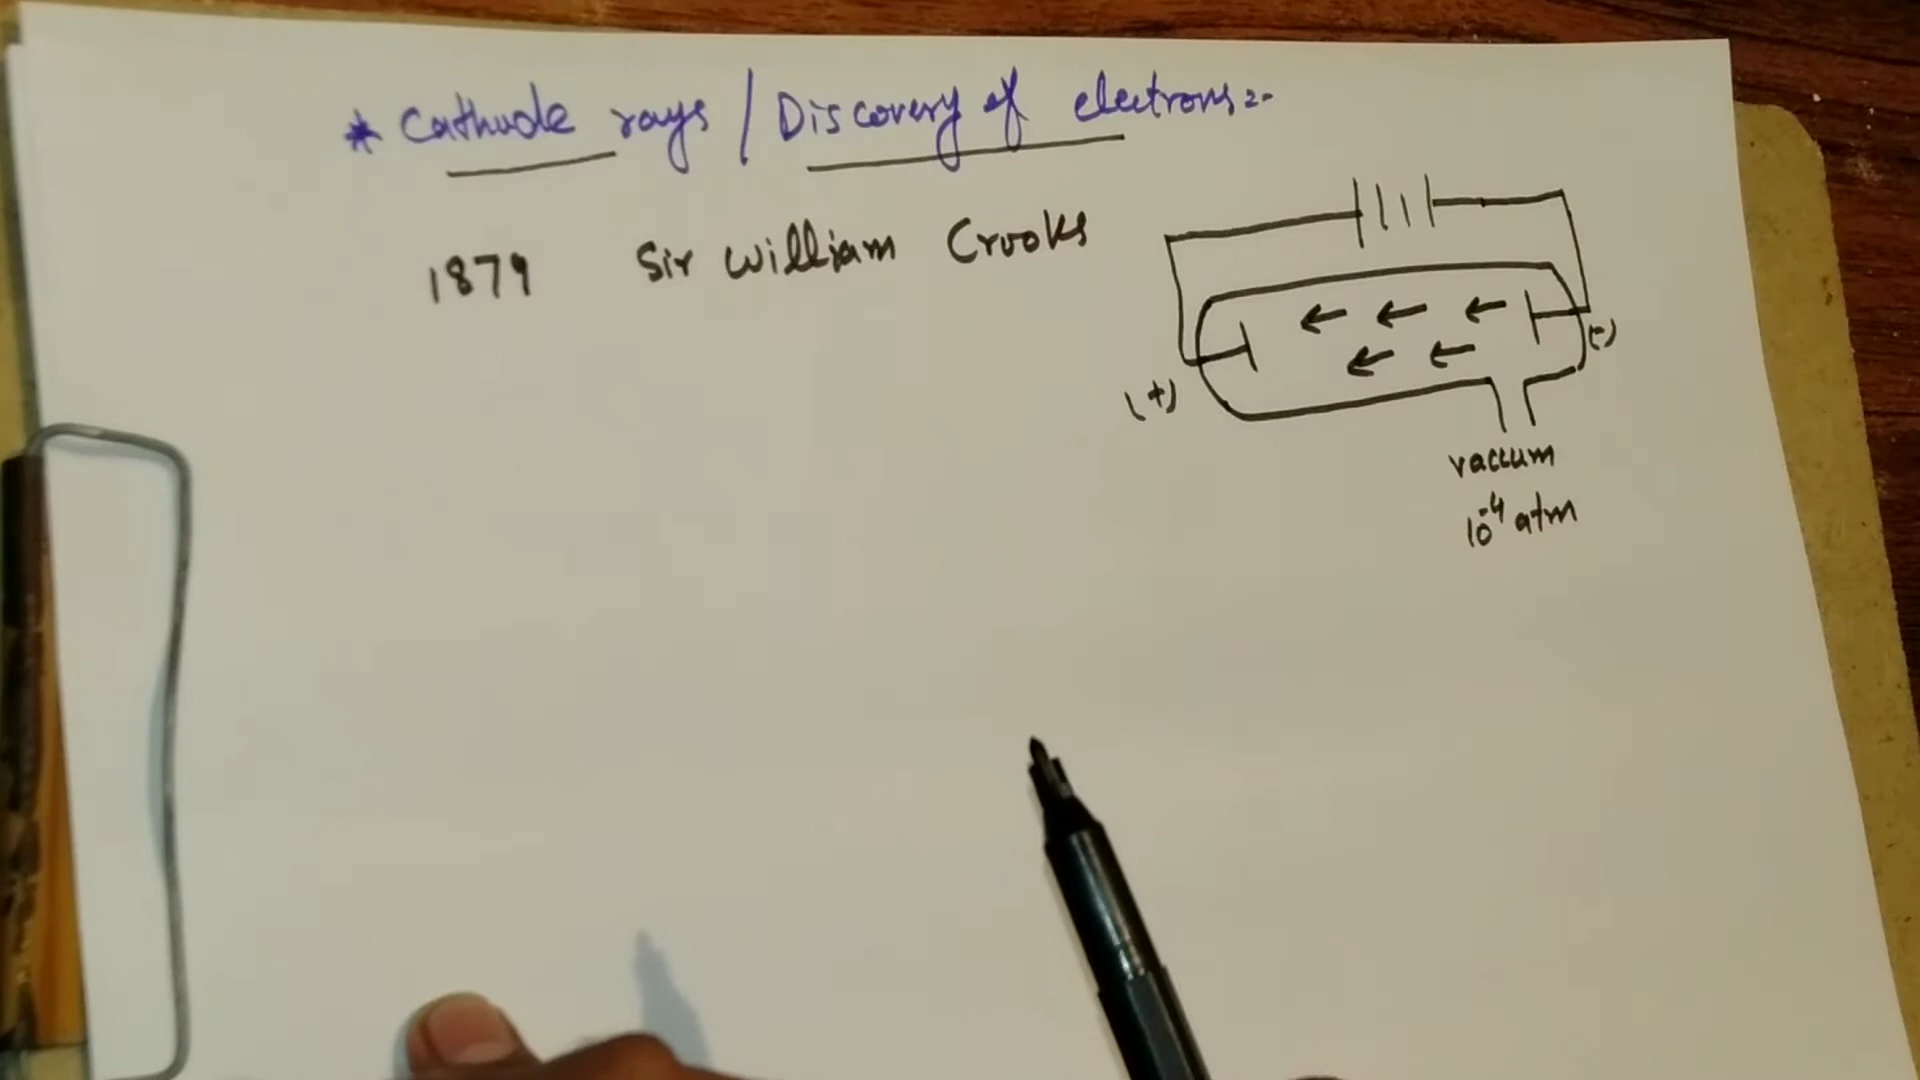 * Cathode rays / Discovery of electrons:-
1879 Sir William Crooks
(+)
(-)
vaccum
10⁻⁴ atm